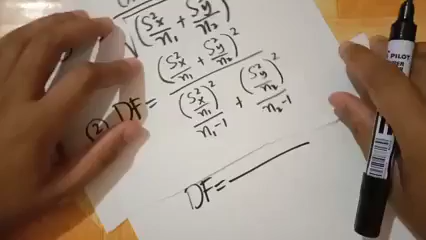 √(S²x/n₁ + S²y/n₂)
(2) DF = (S²x/n₁ + S²y/n₂)² / ((S²x/n₁)²/n₁-1 + (S²y/n₂)²/n₂-1)
DF = ―
PILOT